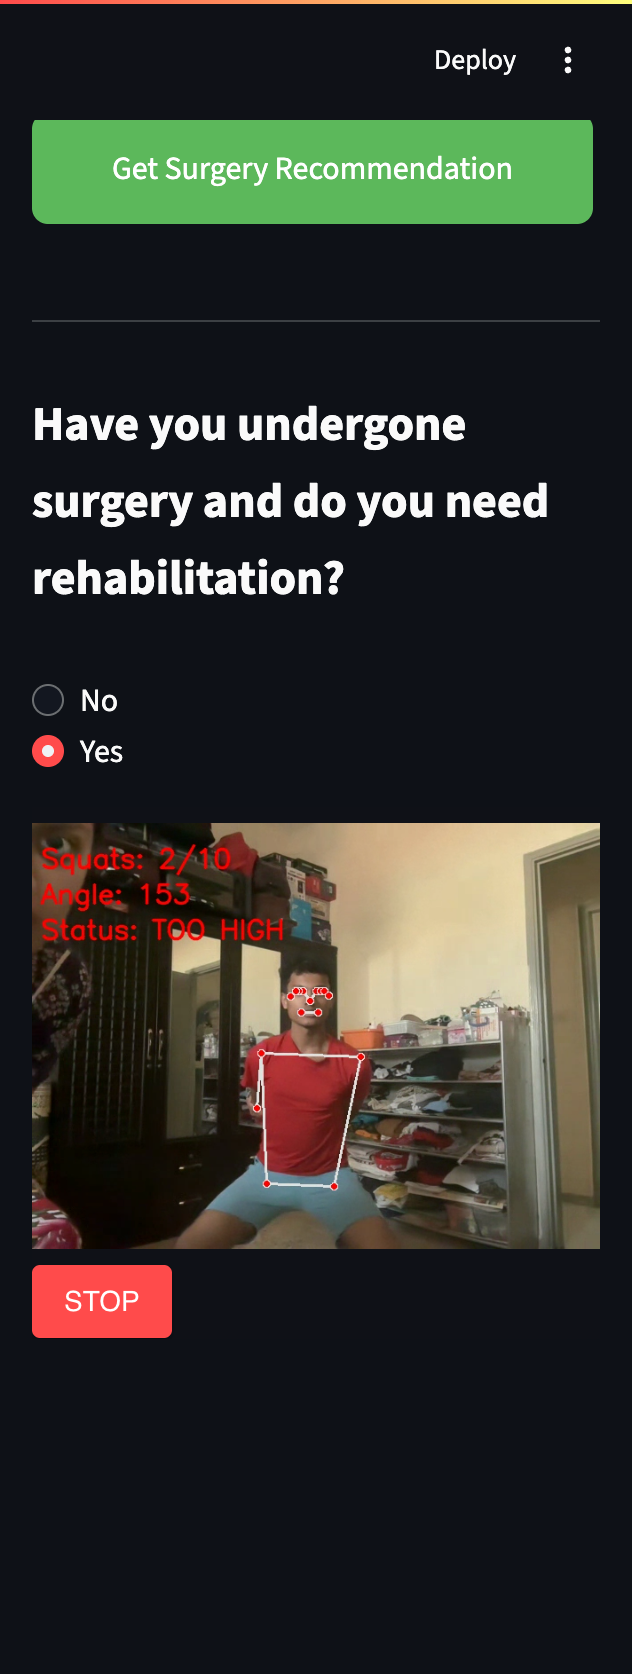 Deploy
Get Surgery Recommendation
Have you undergone
surgery and do you need
rehabilitation?
No
Yes
Squats: 2/10
Angle: 153
Status: TOO HIGH
STOP